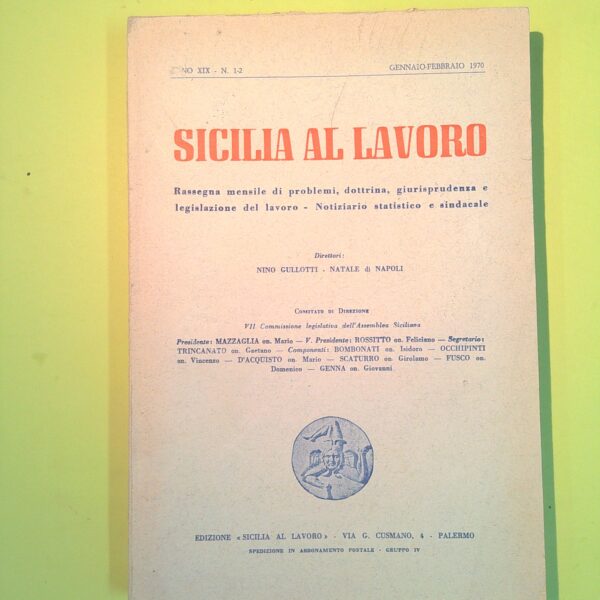 ANNO XIX - N. 1-2
GENNAIO-FEBBRAIO 1970
SICILIA AL LAVORO
Rassegna mensile di problemi, dottrina, giurisprudenza e
legislazione del lavoro - Notiziario statistico e sindacale
Direttori:
NINO GULLOTTI - NATALE di NAPOLI
COMITATO DI DIREZIONE
VII Commissione legislativa dell'Assemblea Siciliana
Presidente: MAZZAGLIA on. Mario — V. Presidente: ROSSITTO on. Feliciano — Segretario:
TRINCANATO on. Gaetano — Componenti: BOMBONATI on. Isidoro — OCCHIPINTI
on. Vincenzo — D'ACQUISTO on. Mario — SCATURRO on. Girolamo — FUSCO on.
Domenico — GENNA on. Giovanni
EDIZIONE «SICILIA AL LAVORO» - VIA G. CUSMANO, 4 - PALERMO
SPEDIZIONE IN ABBONAMENTO POSTALE - GRUPPO IV